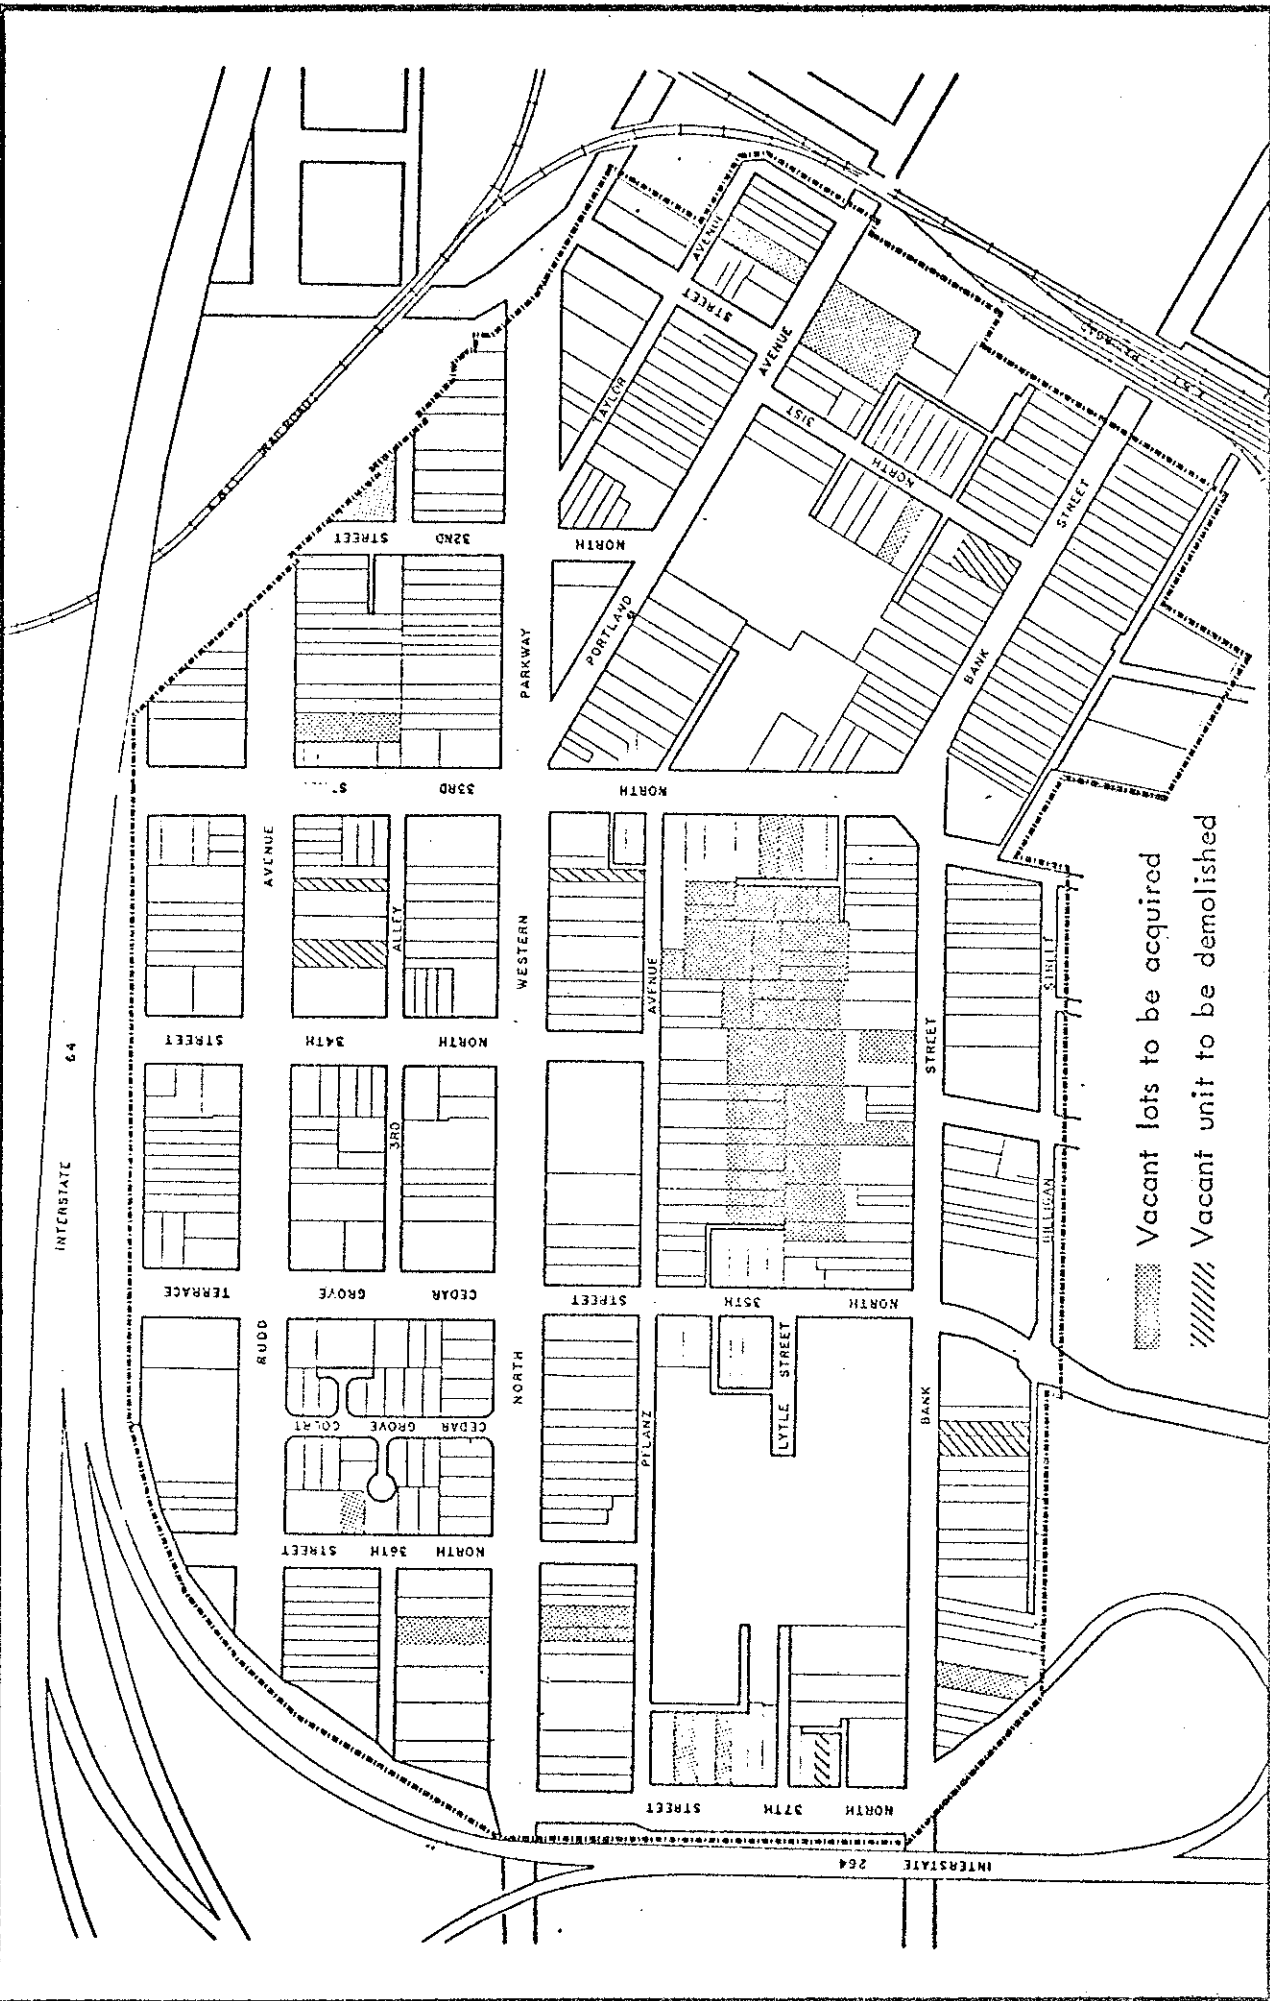 INTERSTATE 64
RAILROAD
STREET
32ND
NORTH
TAYLOR
AVENUE
STREET
31ST
NORTH
PORTLAND
AVENUE
PARKWAY
WESTERN
NORTH
BANK
STREET
33RD
NORTH
AVENUE
RUDD
ALLEY
3RD
STREET
34TH
NORTH
AVENUE
PFLANZ
STREET
BANK
TERRACE
GROVE
CEDAR
STREET
35TH
NORTH
LYTLE STREET
COURT
GROVE
CEDAR
STREET
36TH
NORTH
STREET
37TH
NORTH
INTERSTATE 264
STREET
Vacant lots to be acquired
Vacant unit to be demolished